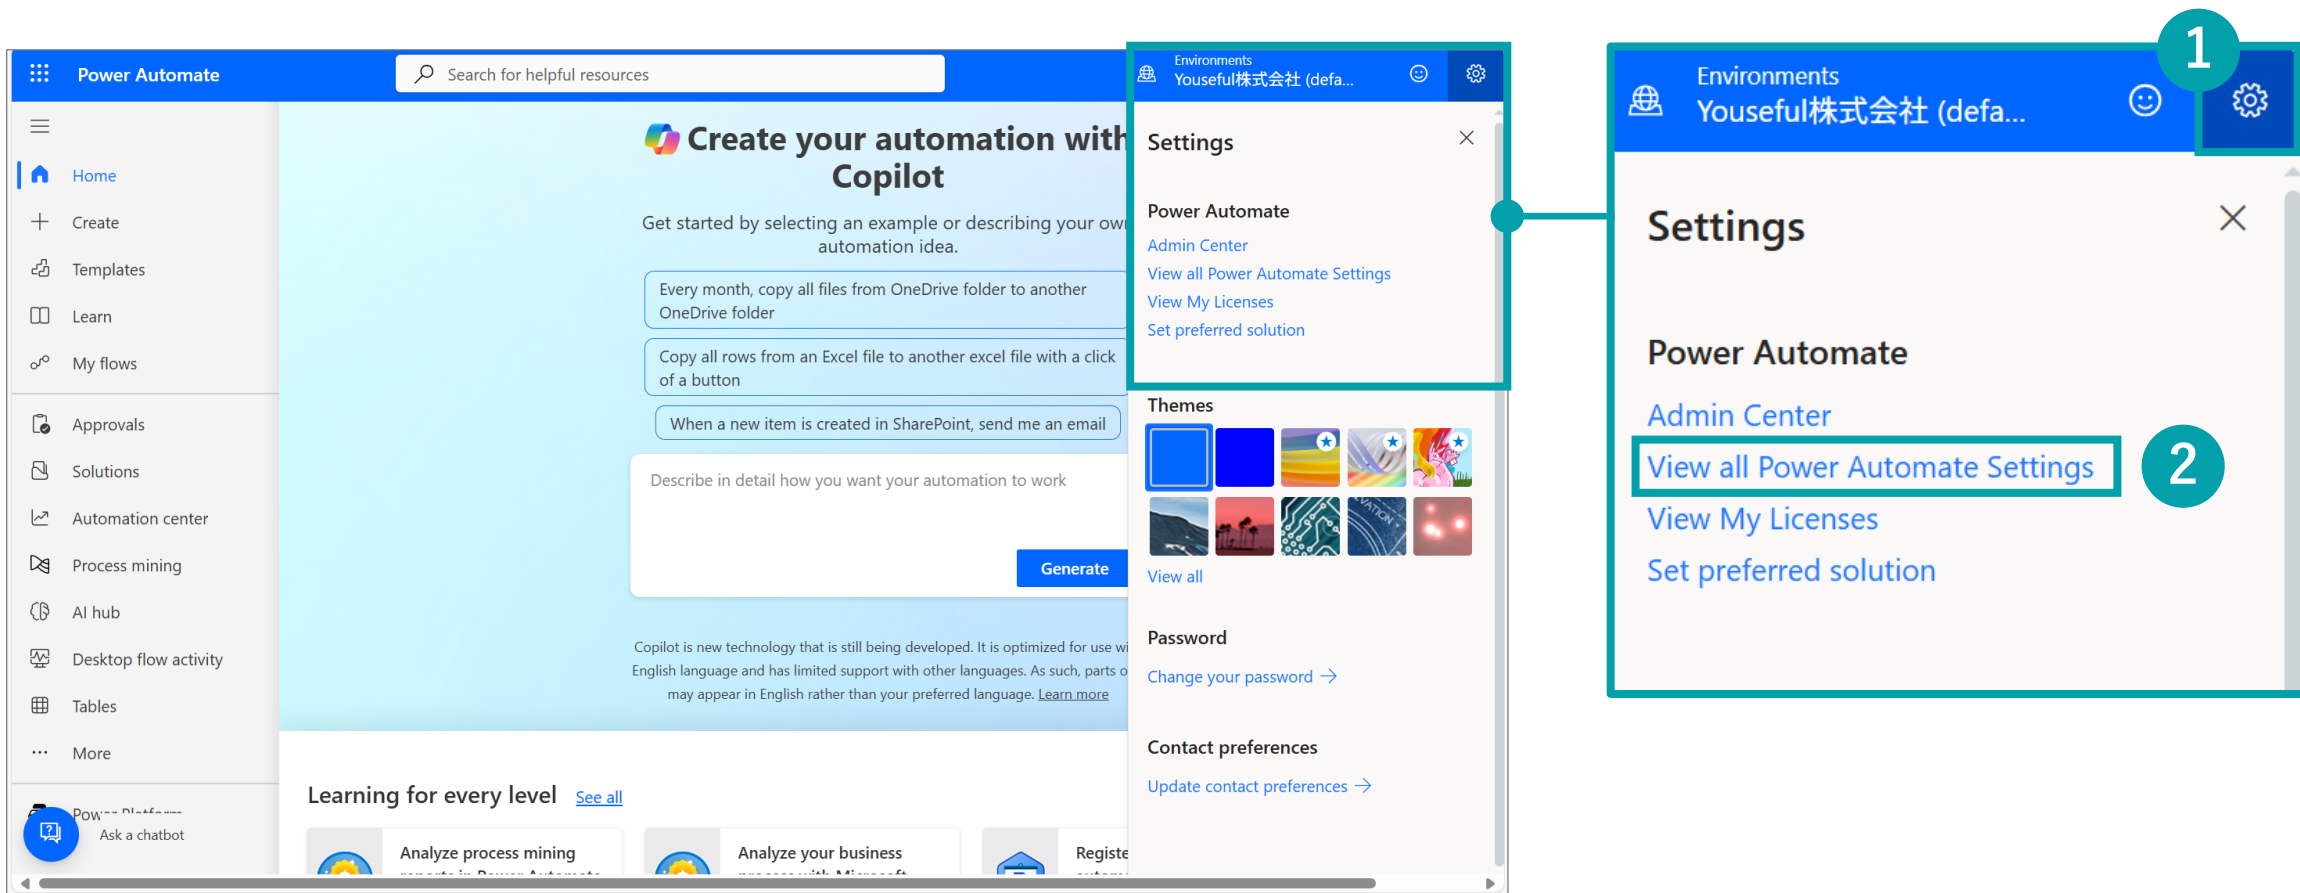 Power Automate
Search for helpful resources
Environments
Youseful株式会社 (defa...
Home
Create
Templates
Learn
My flows
Approvals
Solutions
Automation center
Process mining
AI hub
Desktop flow activity
Tables
More
Ask a chatbot
Create your automation with
Copilot
Get started by selecting an example or describing your own
automation idea.
Every month, copy all files from OneDrive folder to another
OneDrive folder
Copy all rows from an Excel file to another excel file with a click
of a button
When a new item is created in SharePoint, send me an email
Describe in detail how you want your automation to work
Generate
Copilot is new technology that is still being developed. It is optimized for use wi
English language and has limited support with other languages. As such, parts o
may appear in English rather than your preferred language. Learn more
Learning for every level See all
Analyze process mining
Analyze your business
Registe
Settings
Power Automate
Admin Center
View all Power Automate Settings
View My Licenses
Set preferred solution
Themes
View all
Password
Change your password
Contact preferences
Update contact preferences
1
Environments
Youseful株式会社 (defa...
Settings
Power Automate
Admin Center
View all Power Automate Settings
2
View My Licenses
Set preferred solution